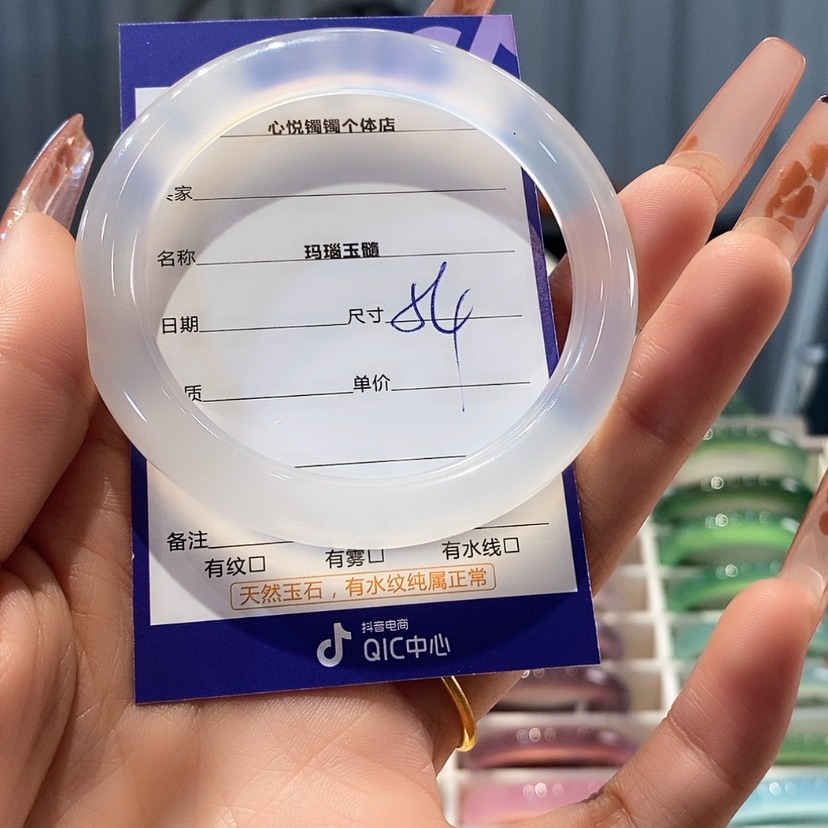 心悦镯镯个体店
家
名称 玛瑙玉髓
日期 尺寸
质 单价
备注
有纹□ 有雾□ 有水线□
天然玉石，有水纹纯属正常
抖音电商
QIC中心